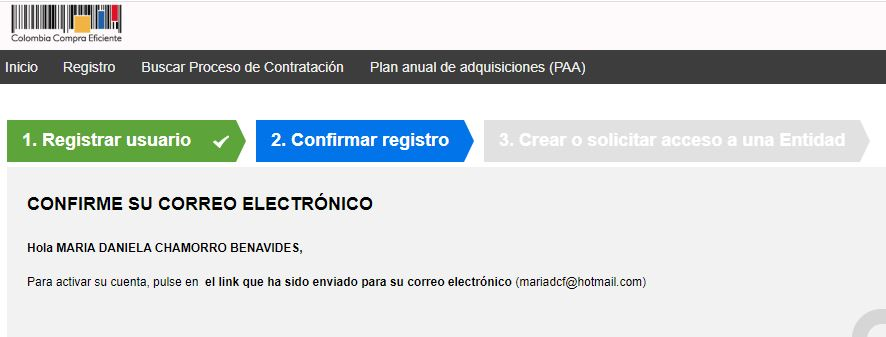 Colombia Compra Eficiente
Inicio Registro Buscar Proceso de Contratación Plan anual de adquisiciones (PAA)
1. Registrar usuario 2. Confirmar registro 3. Crear o solicitar acceso a una Entidad
CONFIRME SU CORREO ELECTRÓNICO
Hola MARIA DANIELA CHAMORRO BENAVIDES,
Para activar su cuenta, pulse en el link que ha sido enviado para su correo electrónico (mariadcf@hotmail.com)